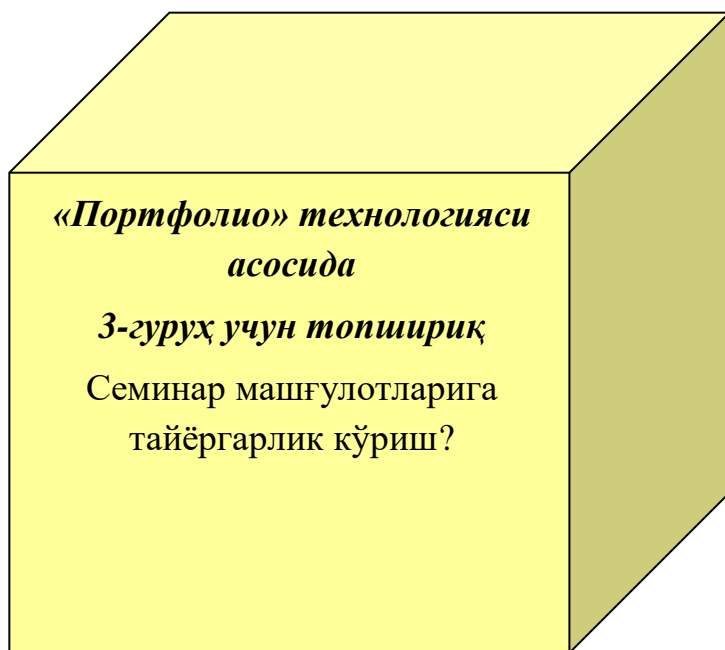 «Портфолио» технологияси
асосида
3-гуруҳ учун топшириқ
Семинар машғулотларига
тайёргарлик кўриш?